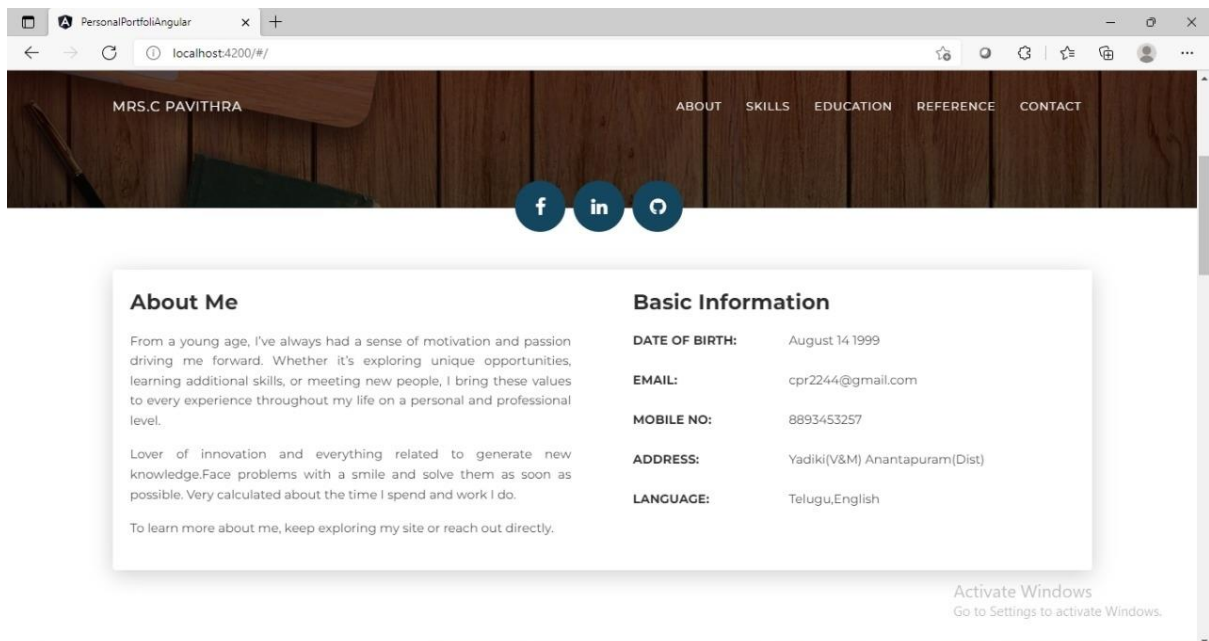 PersonalPortfoliAngular
localhost:4200/#/
MRS.C PAVITHRA
ABOUT SKILLS EDUCATION REFERENCE CONTACT
f in
About Me
From a young age, I've always had a sense of motivation and passion
driving me forward. Whether it's exploring unique opportunities,
learning additional skills, or meeting new people, I bring these values
to every experience throughout my life on a personal and professional
level.
Lover of innovation and everything related to generate new
knowledge.Face problems with a smile and solve them as soon as
possible. Very calculated about the time I spend and work I do.
To learn more about me, keep exploring my site or reach out directly.
Basic Information
DATE OF BIRTH: August 14 1999
EMAIL: cpr2244@gmail.com
MOBILE NO: 8893453257
ADDRESS: Yadiki(V&M) Anantapuram(Dist)
LANGUAGE: Telugu,English
Activate Windows
Go to Settings to activate Windows.